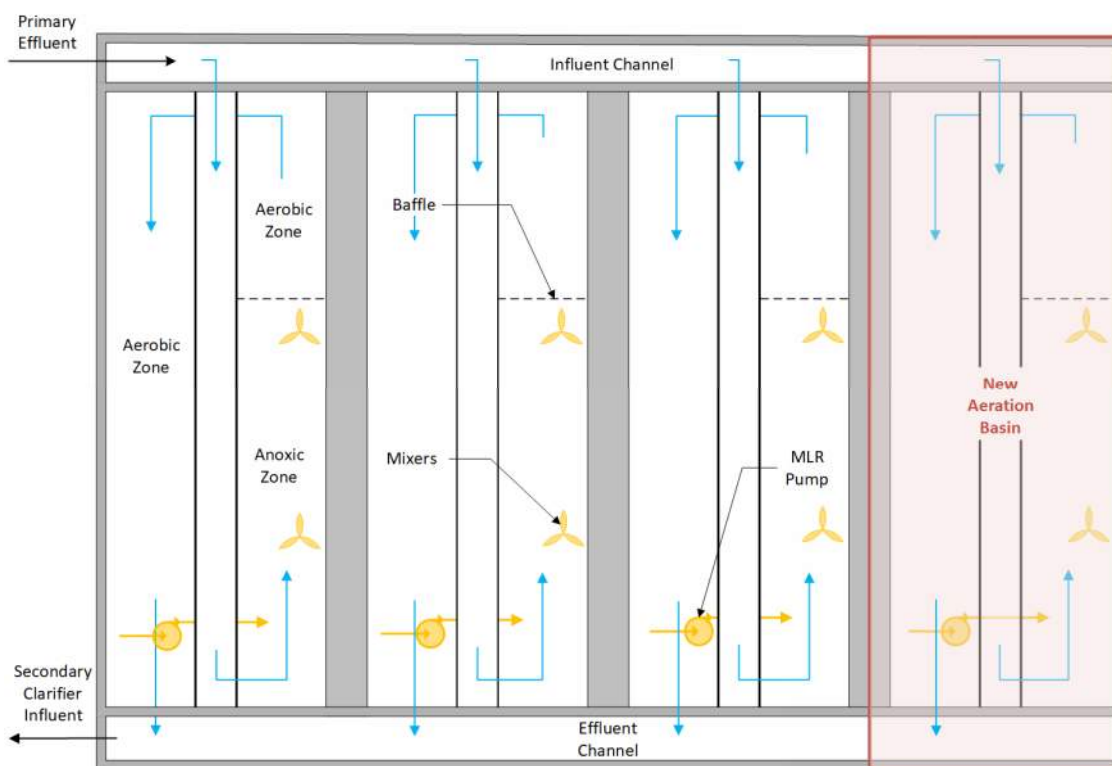 Primary
Effluent
Influent Channel
Aerobic
Zone
Baffle
Aerobic
Zone
New
Aeration
Basin
Anoxic
Zone
Mixers
MLR
Pump
Secondary
Clarifier
Influent
Effluent
Channel